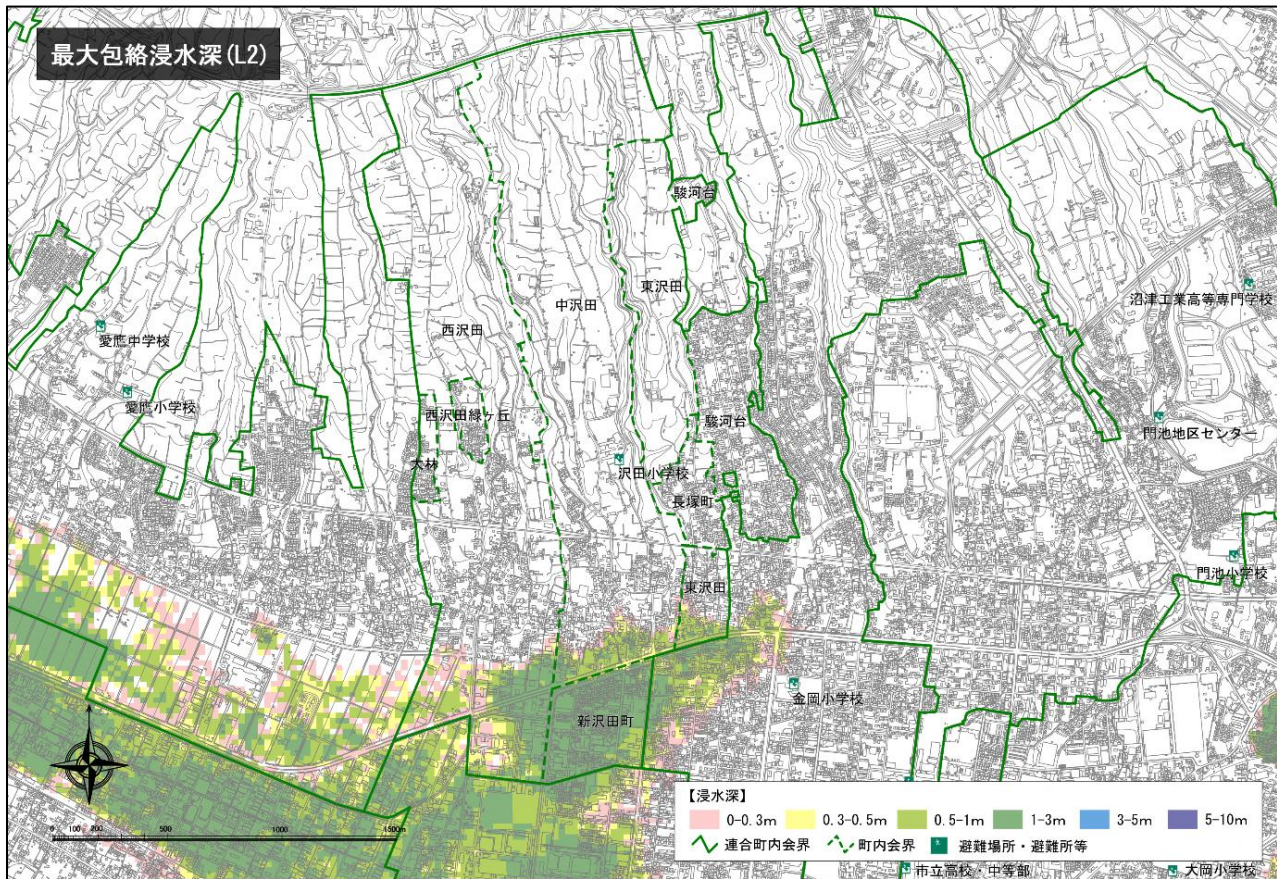 最大包絡浸水深(L2)
駿河台
東沢田
中沢田
沼津工業高等専門学校
西沢田
愛鷹中学校
愛鷹小学校
西沢田緑ヶ丘
駿河台
門池地区センター
大林
沢田小学校
長塚町
門池小学校
東沢田
金岡小学校
新沢田町
0 100 200 500 1000 1500m
【浸水深】
0-0.3m 0.3-0.5m 0.5-1m 1-3m 3-5m 5-10m
連合町内会界 町内会界 避難場所・避難所等
市立高校・中等部
大岡小学校